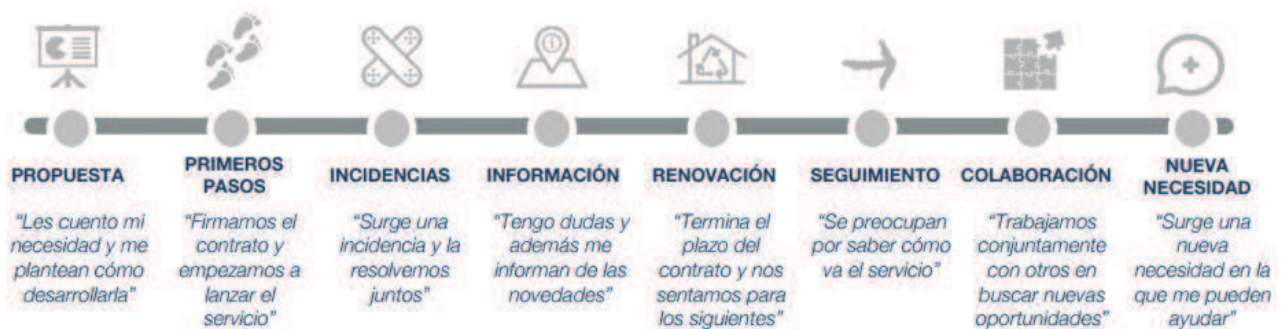 PROPUESTA
"Les cuento mi
necesidad y me
plantean cómo
desarrollarla"
PRIMEROS
PASOS
"Firmamos el
contrato y
empezamos a
lanzar el
servicio"
INCIDENCIAS
"Surge una
incidencia y la
resolvemos
juntos"
INFORMACIÓN
"Tengo dudas y
además me
informan de las
novedades"
RENOVACIÓN
"Termina el
plazo del
contrato y nos
sentamos para
los siguientes"
SEGUIMIENTO
"Se preocupan
por saber cómo
va el servicio"
COLABORACIÓN
"Trabajamos
conjuntamente
con otros en
buscar nuevas
oportunidades"
NUEVA
NECESIDAD
"Surge una
nueva
necesidad en la
que me pueden
ayudar"